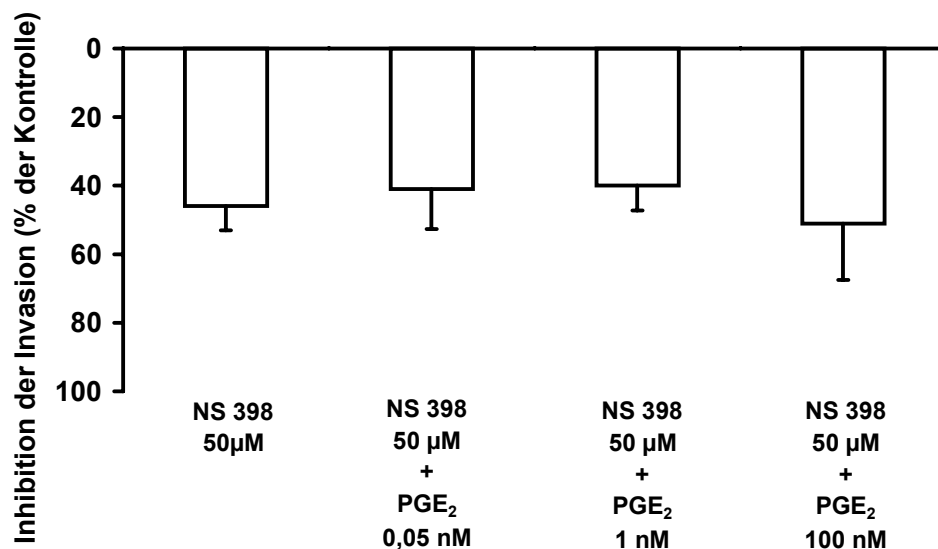 Inhibition der Invasion (% der Kontrolle)
0
20
40
60
80
100
NS 398
50µM
NS 398
50 µM
+
PGE₂
0,05 nM
NS 398
50 µM
+
PGE₂
1 nM
NS 398
50 µM
+
PGE₂
100 nM